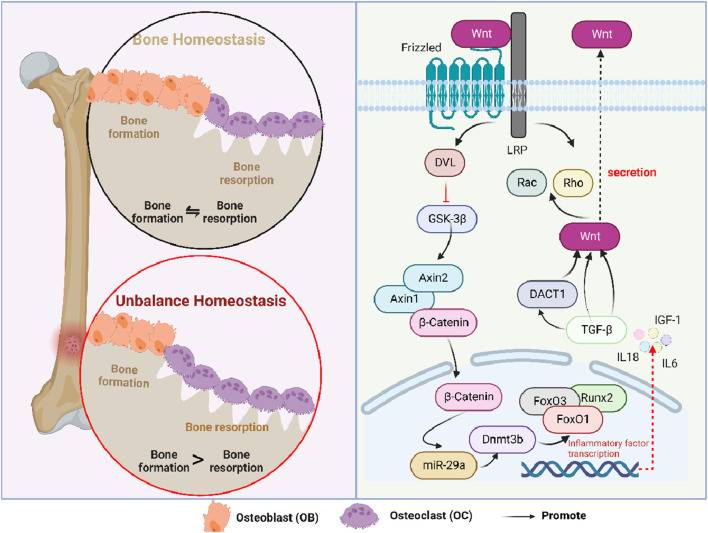 Bone Homeostasis
Bone
formation
Bone
resorption
Bone
formation
⇋
Bone
Resorption
Unbalance Homeostasis
Bone
formation
Bone resorption
Bone
formation
>
Bone
resorption
Wnt
Wnt
Frizzled
LRP
DVL
Rac
Rho
secretion
GSK-3β
Wnt
Axin2
Axin1
DACT1
β-Catenin
TGF-β
IGF-1
IL18
IL6
β-Catenin
FoxO3
Runx2
FoxO1
Dnmt3b
miR-29a
Inflammatory factor
transcription
Osteoblast (OB)
Osteoclast (OC)
Promote